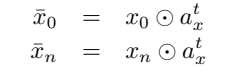 x̄₀ = x₀ ⊙ aₓᵗ
x̄ₙ = xₙ ⊙ aₓᵗ